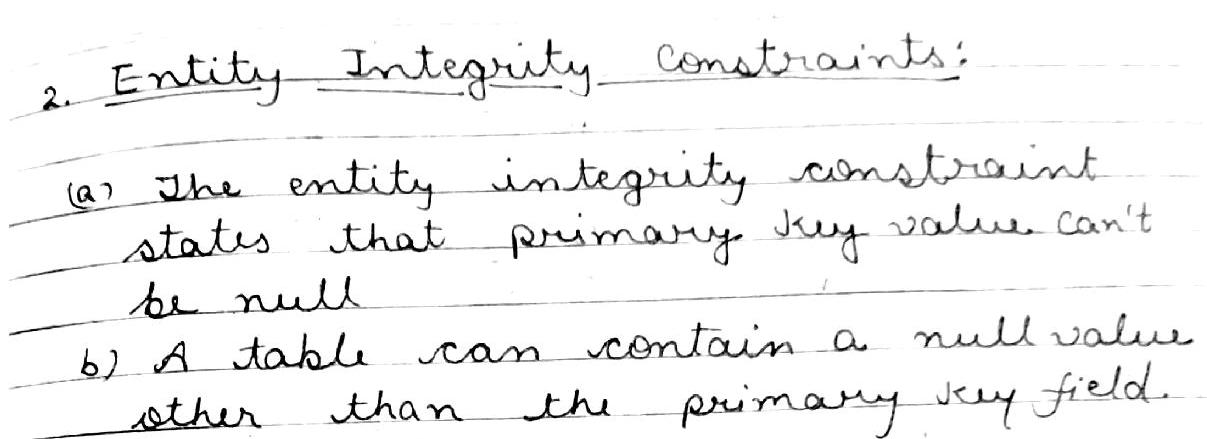 2. Entity Integrity Constraints:
(a) The entity integrity constraint
states that primary key value can't
be null
b) A table can contain a null value
other than the primary key field.